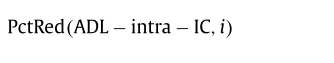 PctRed(ADL – intra – IC, i)